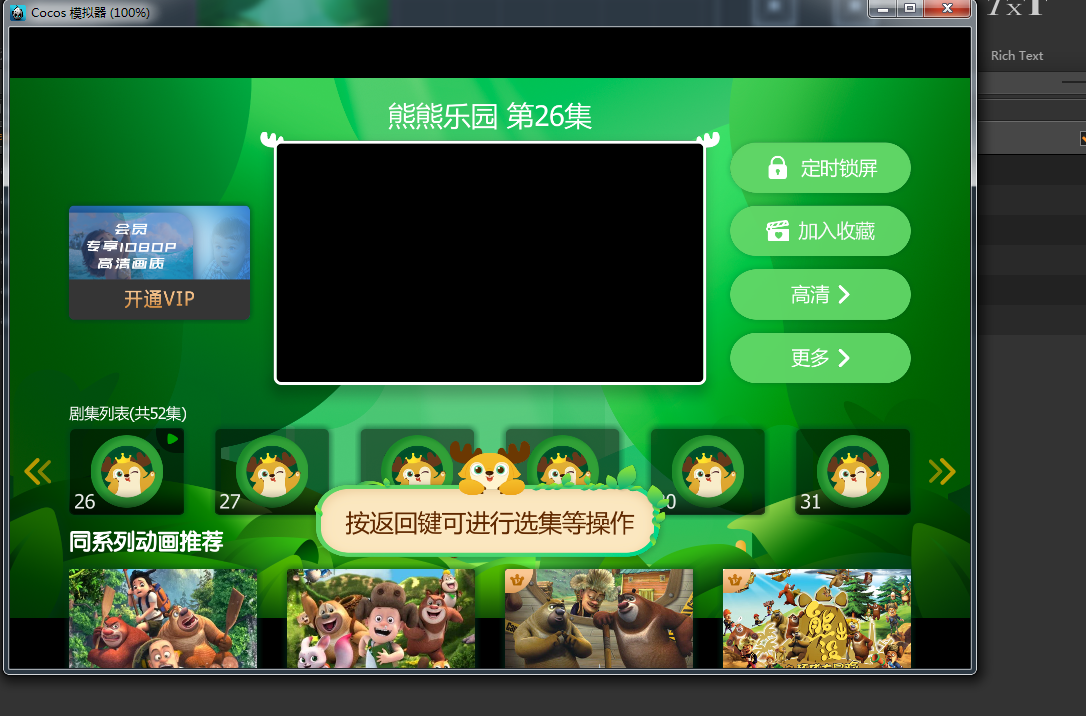 Cocos 模拟器 (100%)
Rich Text
熊熊乐园 第26集
定时锁屏
加入收藏
高清
更多
会员
专享1080P
高清画质
开通VIP
剧集列表(共52集)
26
27
31
按返回键可进行选集等操作
同系列动画推荐